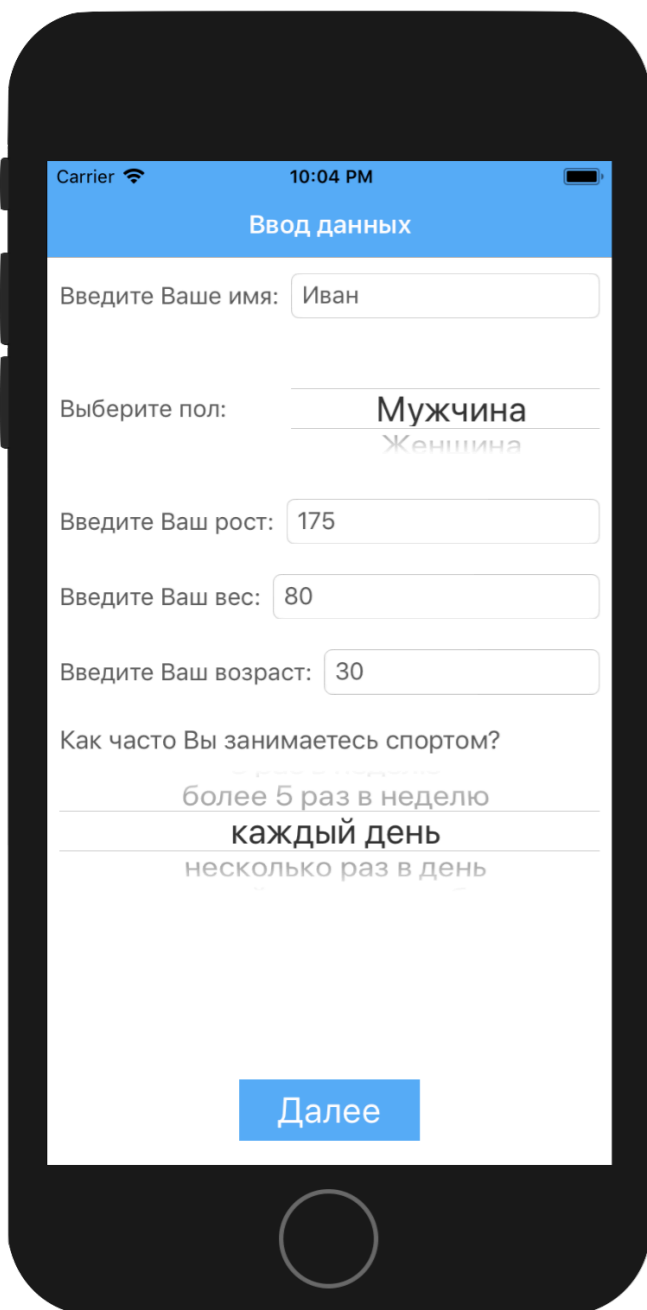 Carrier 10:04 PM
Ввод данных
Введите Ваше имя: Иван
Выберите пол: Мужчина
Женщина
Введите Ваш рост: 175
Введите Ваш вес: 80
Введите Ваш возраст: 30
Как часто Вы занимаетесь спортом?
более 5 раз в неделю
каждый день
несколько раз в день
Далее